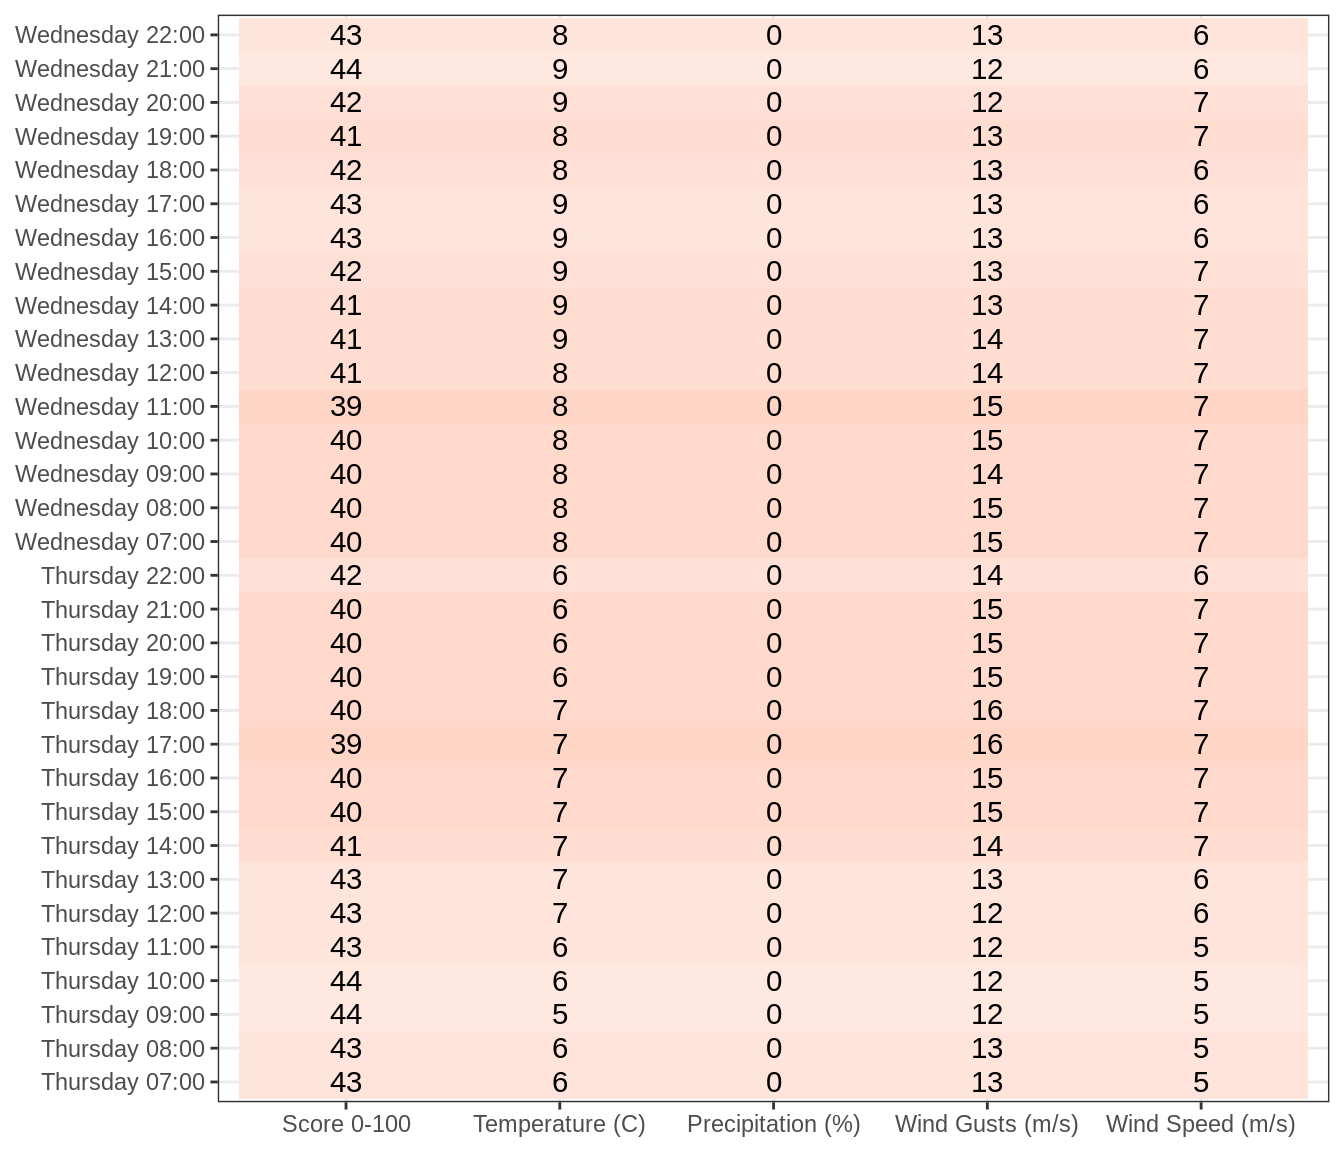 Wednesday 22:00 43 8 0 13 6
Wednesday 21:00 44 9 0 12 6
Wednesday 20:00 42 9 0 12 7
Wednesday 19:00 41 8 0 13 7
Wednesday 18:00 42 8 0 13 6
Wednesday 17:00 43 9 0 13 6
Wednesday 16:00 43 9 0 13 6
Wednesday 15:00 42 9 0 13 7
Wednesday 14:00 41 9 0 13 7
Wednesday 13:00 41 9 0 14 7
Wednesday 12:00 41 8 0 14 7
Wednesday 11:00 39 8 0 15 7
Wednesday 10:00 40 8 0 15 7
Wednesday 09:00 40 8 0 14 7
Wednesday 08:00 40 8 0 15 7
Wednesday 07:00 40 8 0 15 7
Thursday 22:00 42 6 0 14 6
Thursday 21:00 40 6 0 15 7
Thursday 20:00 40 6 0 15 7
Thursday 19:00 40 6 0 15 7
Thursday 18:00 40 7 0 16 7
Thursday 17:00 39 7 0 16 7
Thursday 16:00 40 7 0 15 7
Thursday 15:00 40 7 0 15 7
Thursday 14:00 41 7 0 14 7
Thursday 13:00 43 7 0 13 6
Thursday 12:00 43 7 0 12 6
Thursday 11:00 43 6 0 12 5
Thursday 10:00 44 6 0 12 5
Thursday 09:00 44 5 0 12 5
Thursday 08:00 43 6 0 13 5
Thursday 07:00 43 6 0 13 5
Score 0-100 Temperature (C) Precipitation (%) Wind Gusts (m/s) Wind Speed (m/s)